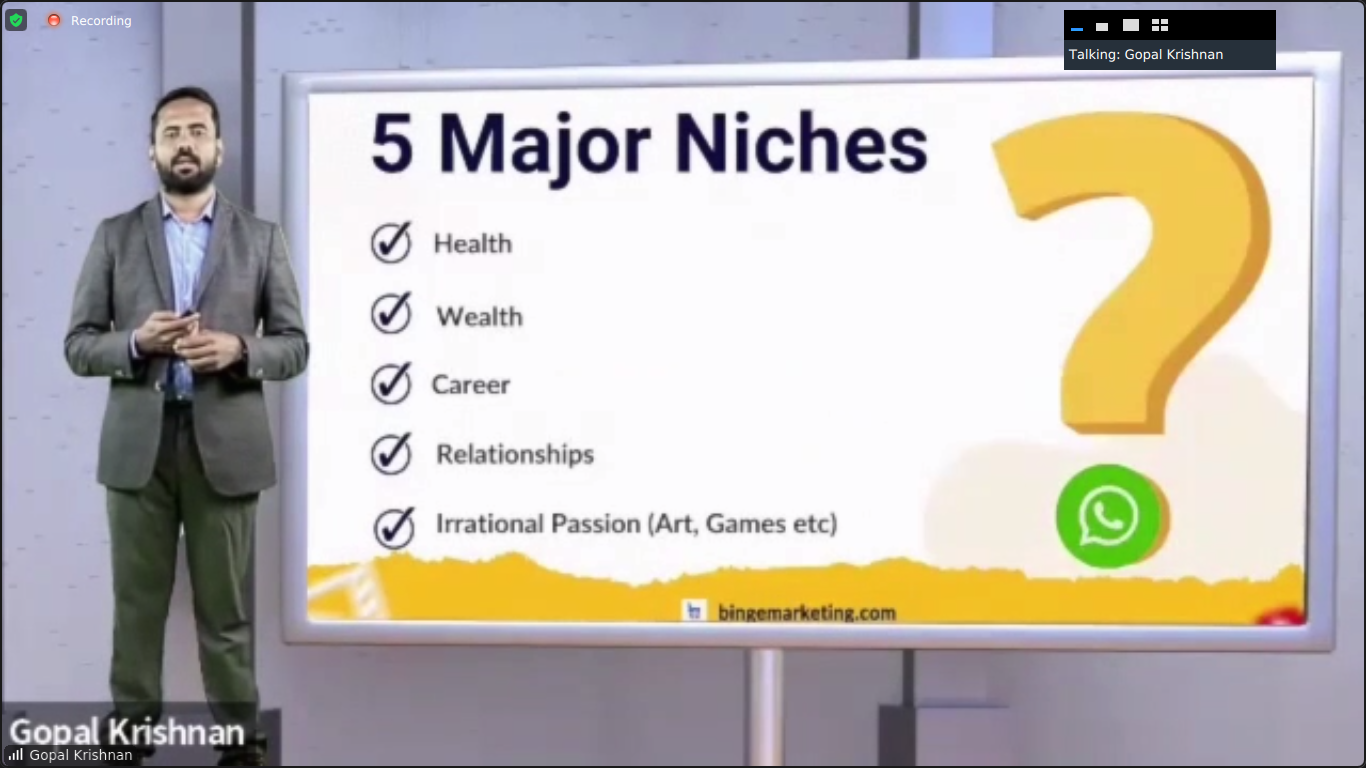 Recording
Talking: Gopal Krishnan
5 Major Niches
Health
Wealth
Career
Relationships
Irrational Passion (Art, Games etc)
bingemarketing.com
Gopal Krishnan
Gopal Krishnan